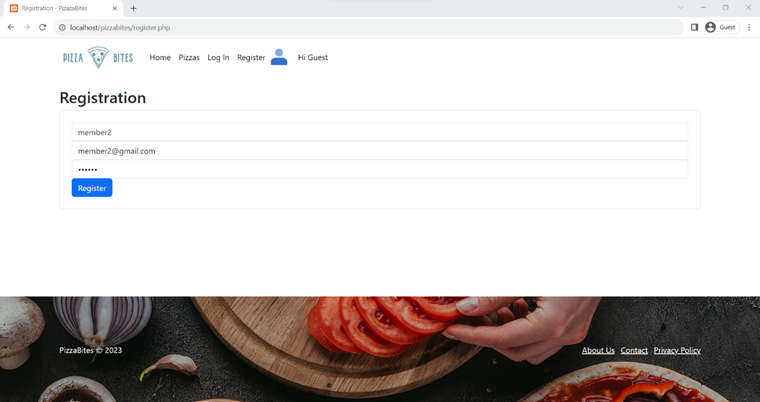 Registration - PizazaBites
localhost/pizzabites/register.php
Guest
PIZZA BITES
Home Pizzas Log In Register Hi Guest
Registration
member2
member2@gmail.com
••••••
Register
PizzaBites © 2023
About Us Contact Privacy Policy